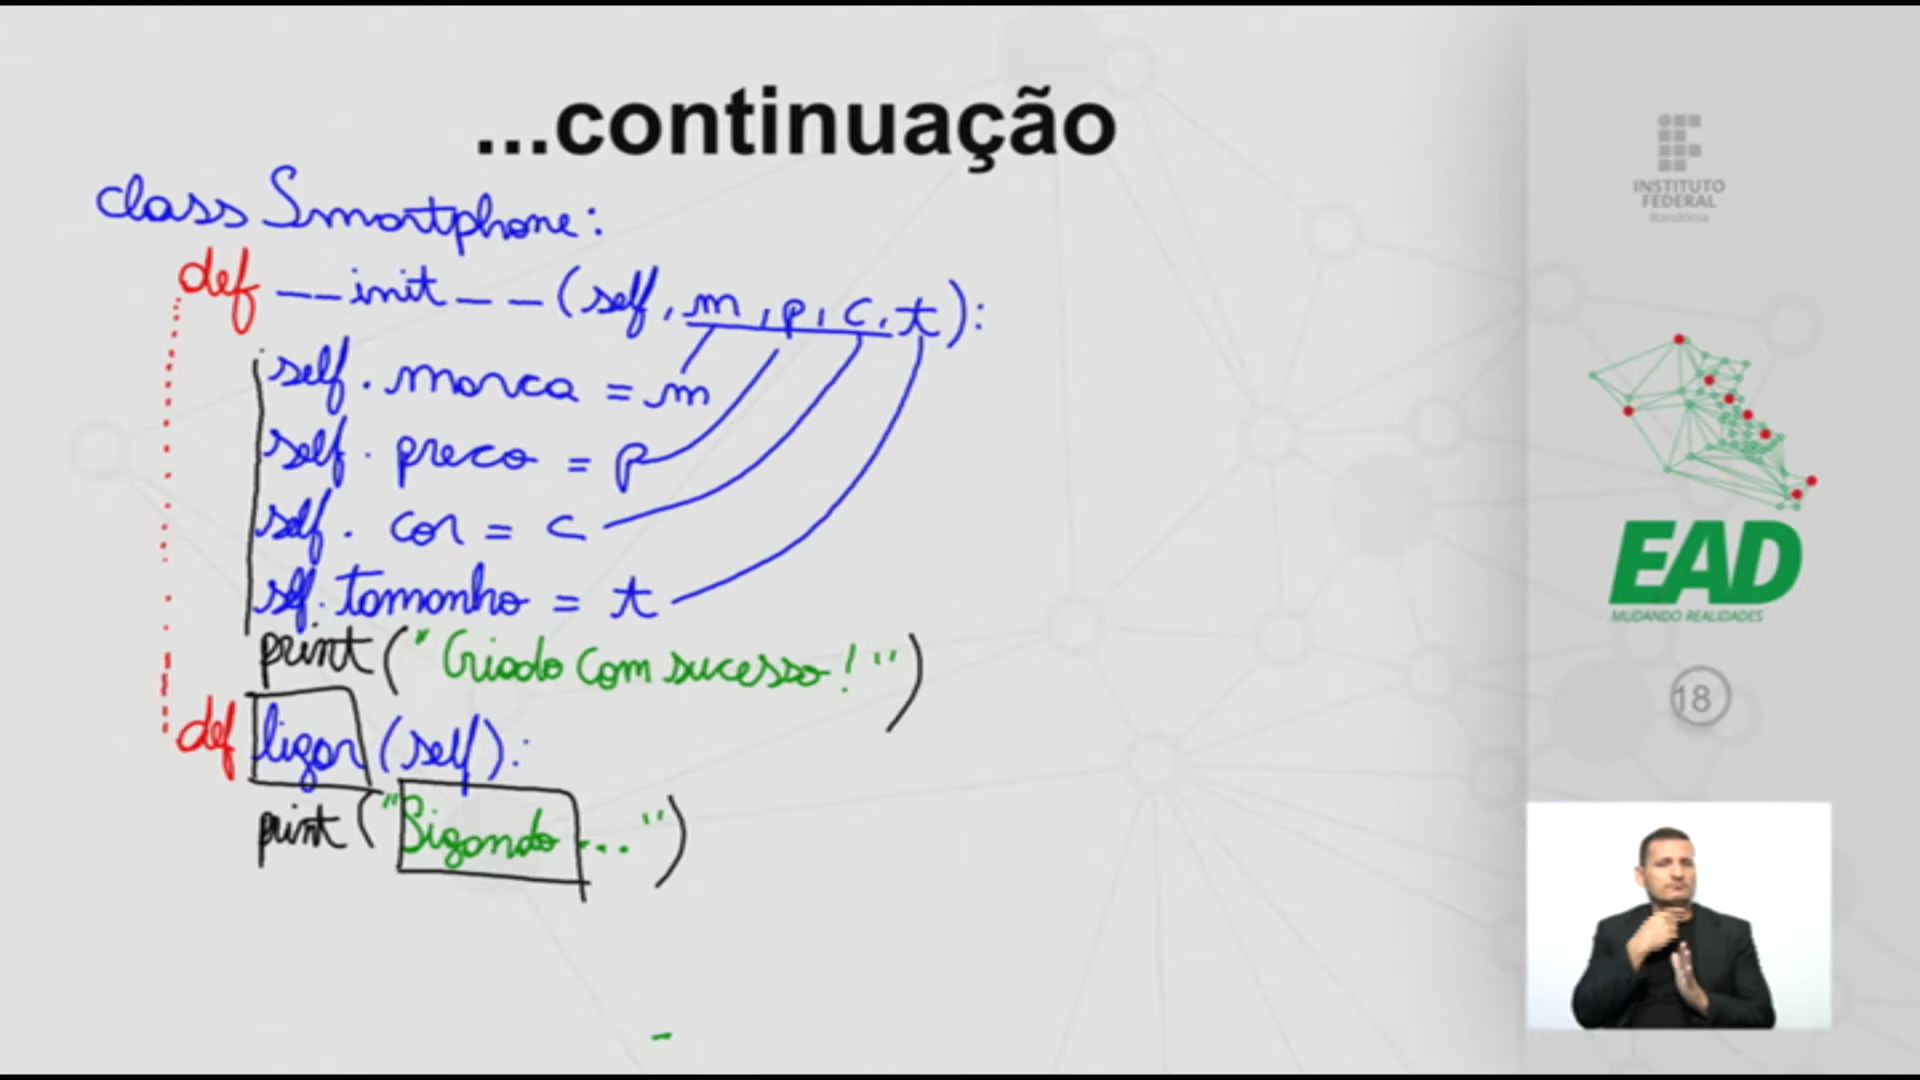 ...continuação
class Smartphone:
def __init__(self, m, p, c, t):
self.marca = m
self.preco = p
self.cor = c
self.tamanho = t
print("Criado com sucesso!")
def ligar(self):
print("Ligando...")
INSTITUTO
FEDERAL
Rondônia
EAD
MUDANDO REALIDADES
18